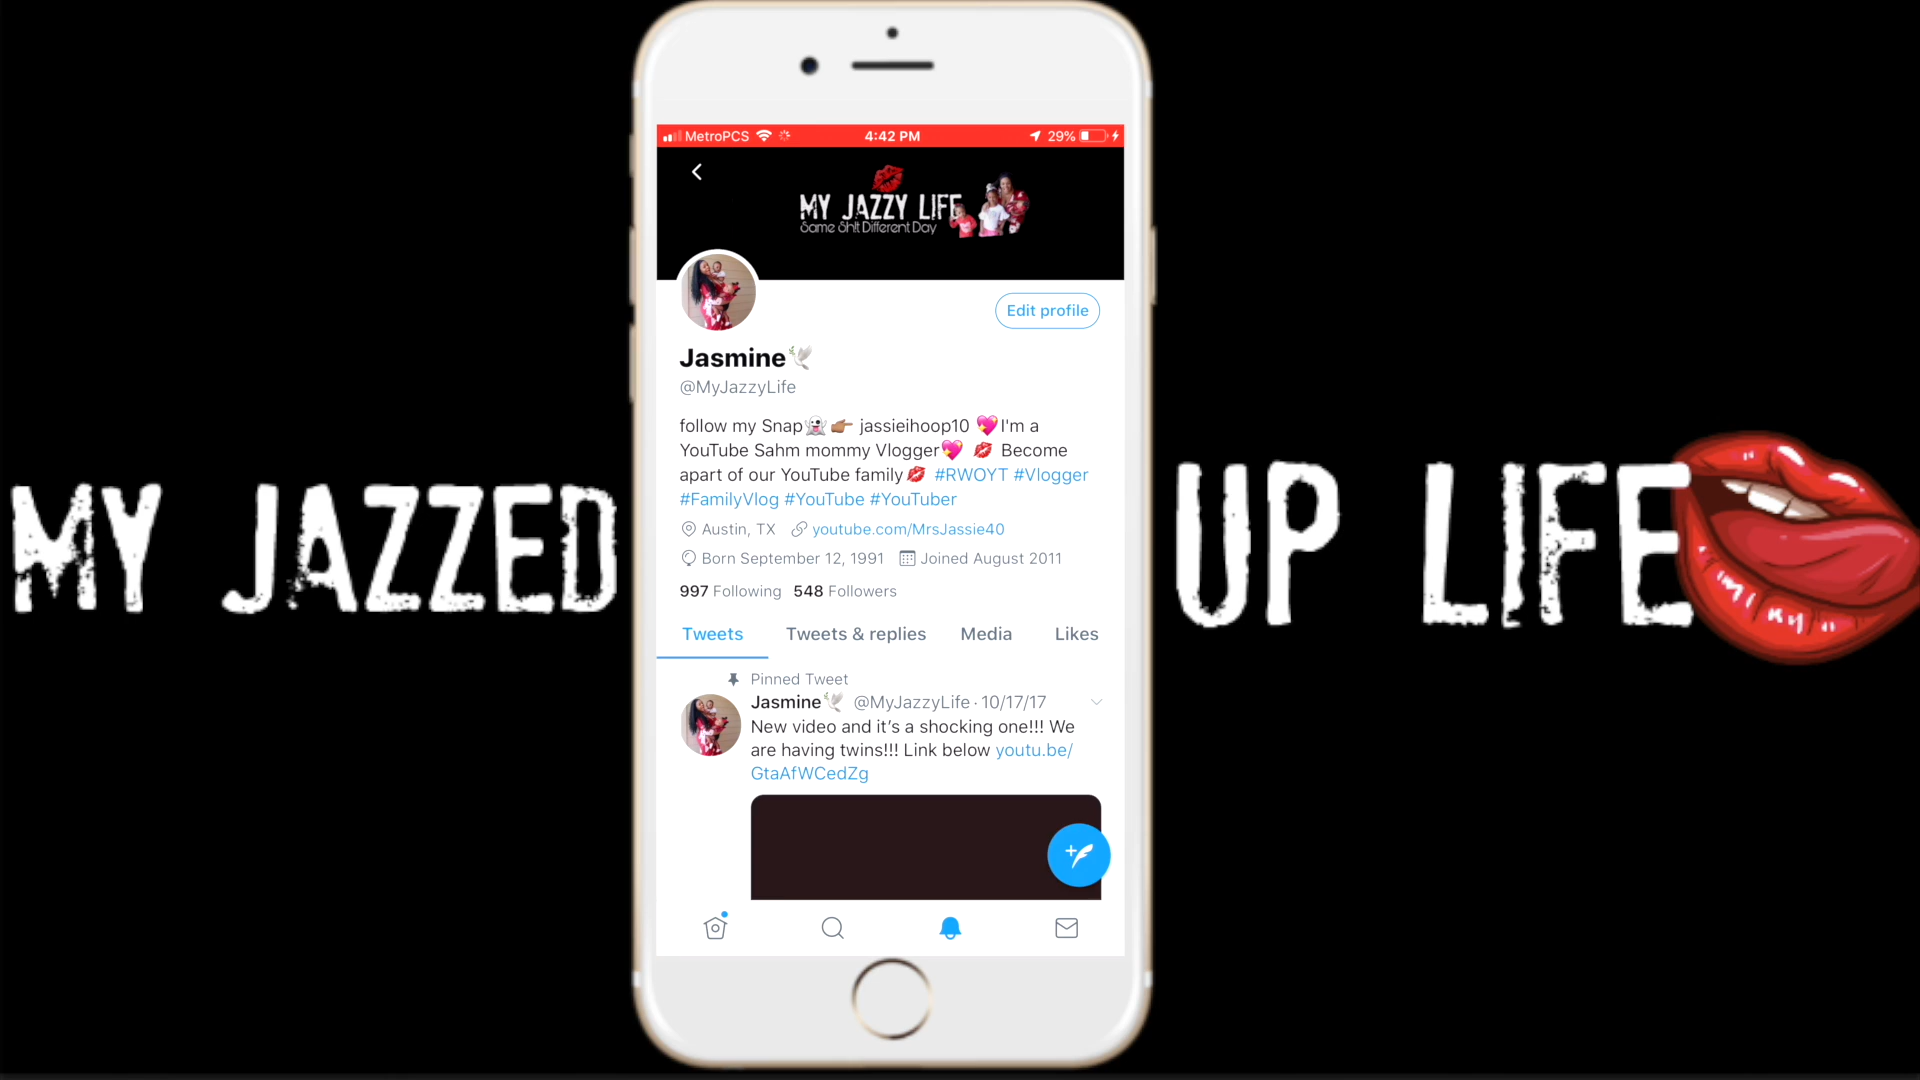 MetroPCS 4:42 PM 29%
MY JAZZY LIFE
Same Sh!t Different Day
Edit profile
Jasmine🕊
@MyJazzyLife
follow my Snap👻👉🏽 jassieihoop10 💖I'm a
YouTube Sahm mommy Vlogger💖 💋 Become
apart of our YouTube family💋 #RWOYT #Vlogger
#FamilyVlog #YouTube #YouTuber
Austin, TX youtube.com/MrsJassie40
Born September 12, 1991 Joined August 2011
997 Following 548 Followers
Tweets Tweets & replies Media Likes
Pinned Tweet
Jasmine🕊 @MyJazzyLife · 10/17/17
New video and it’s a shocking one!!! We
are having twins!!! Link below youtu.be/
GtaAfWCedZg
MY JAZZED UP LIFE